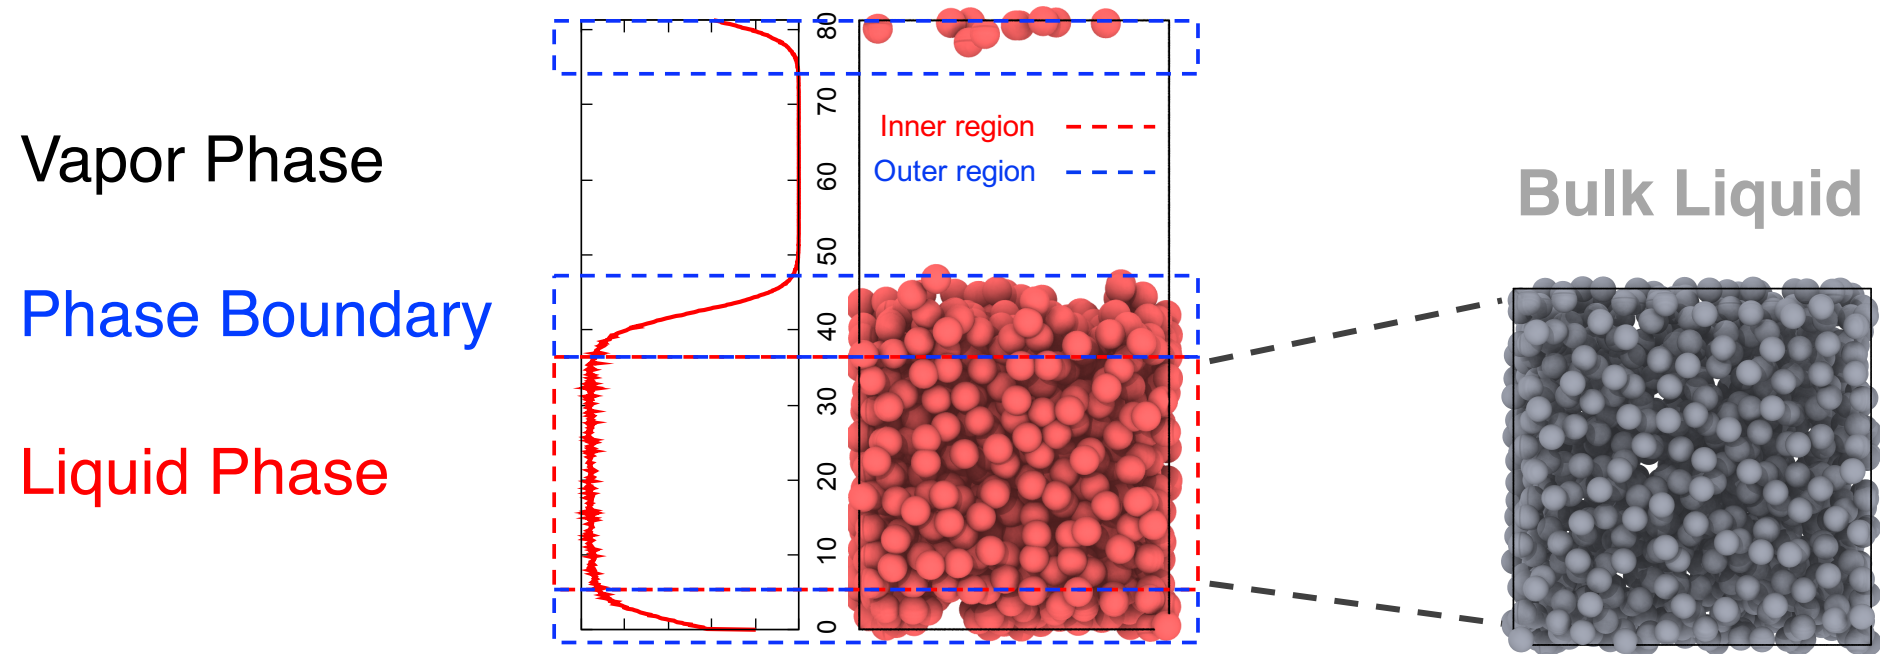 Vapor Phase
Phase Boundary
Liquid Phase
80
70
60
50
40
30
20
10
0
Inner region
Outer region
Bulk Liquid